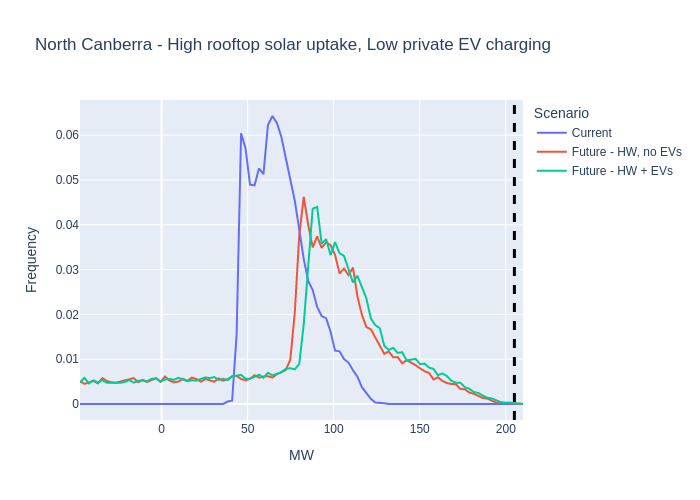 North Canberra - High rooftop solar uptake, Low private EV charging
Scenario
Current
Future - HW, no EVs
Future - HW + EVs
0.06
0.05
0.04
0.03
0.02
0.01
0
Frequency
0
50
100
150
200
MW